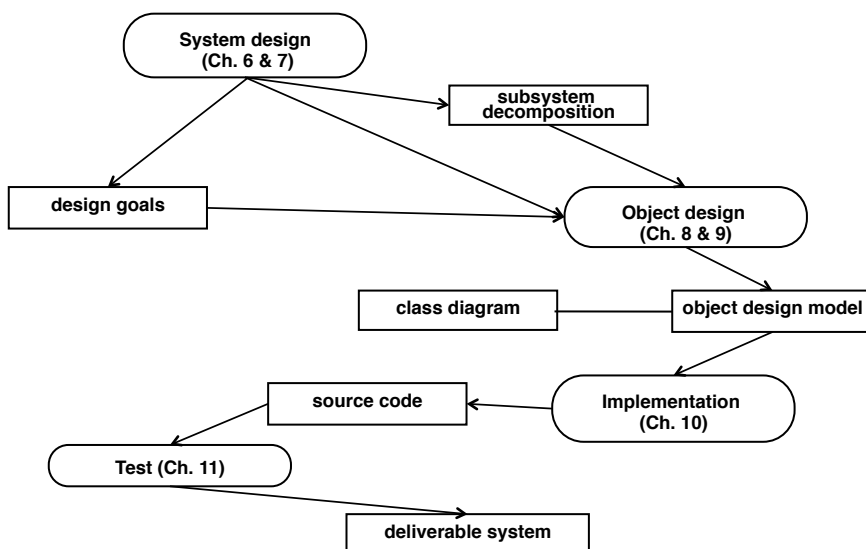 System design
(Ch. 6 & 7)
subsystem
decomposition
design goals
Object design
(Ch. 8 & 9)
class diagram
object design model
source code
Implementation
(Ch. 10)
Test (Ch. 11)
deliverable system